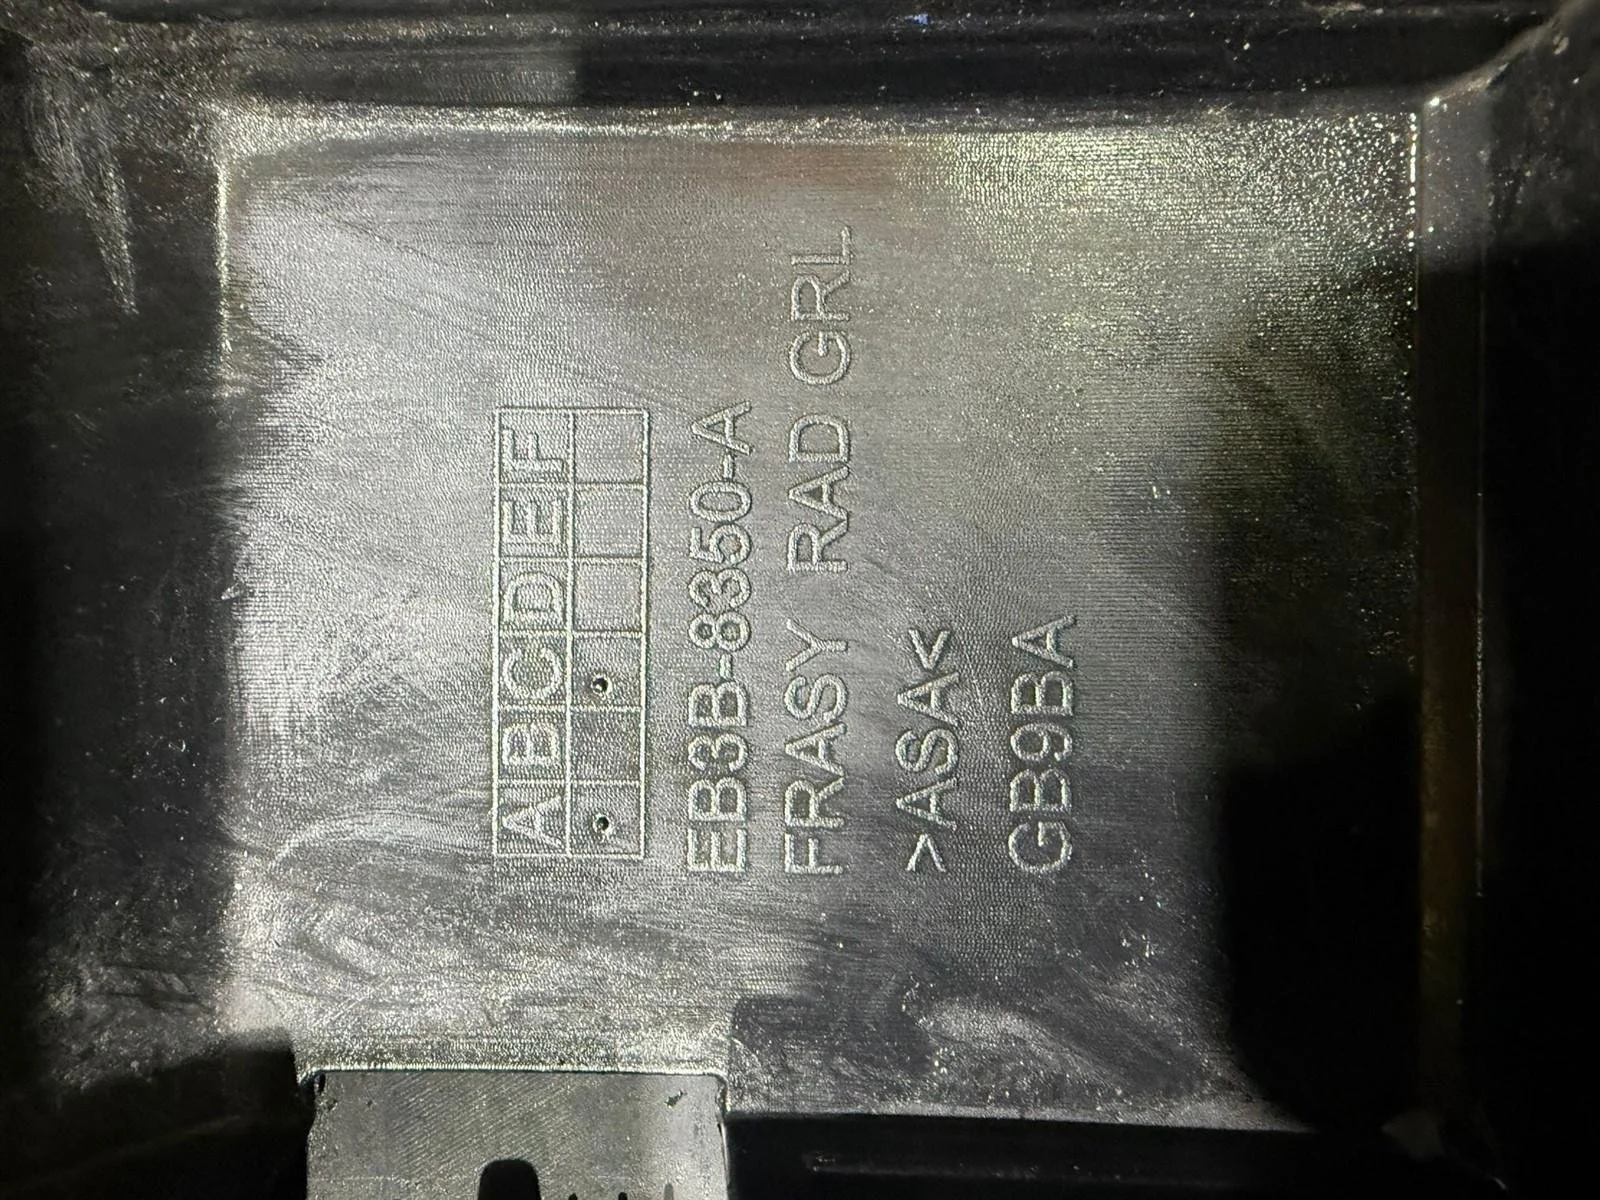 ABCDEF
EB3B-8350-A
FRASY RAD GRL
>ASA<
GB9BA